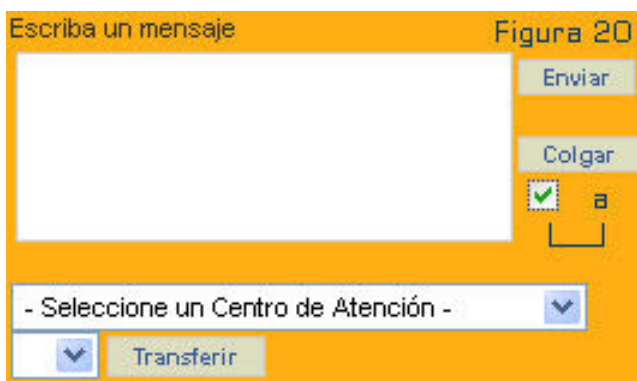 Escriba un mensaje
Figura 20
Enviar
Colgar
a
- Seleccione un Centro de Atención -
Transferir